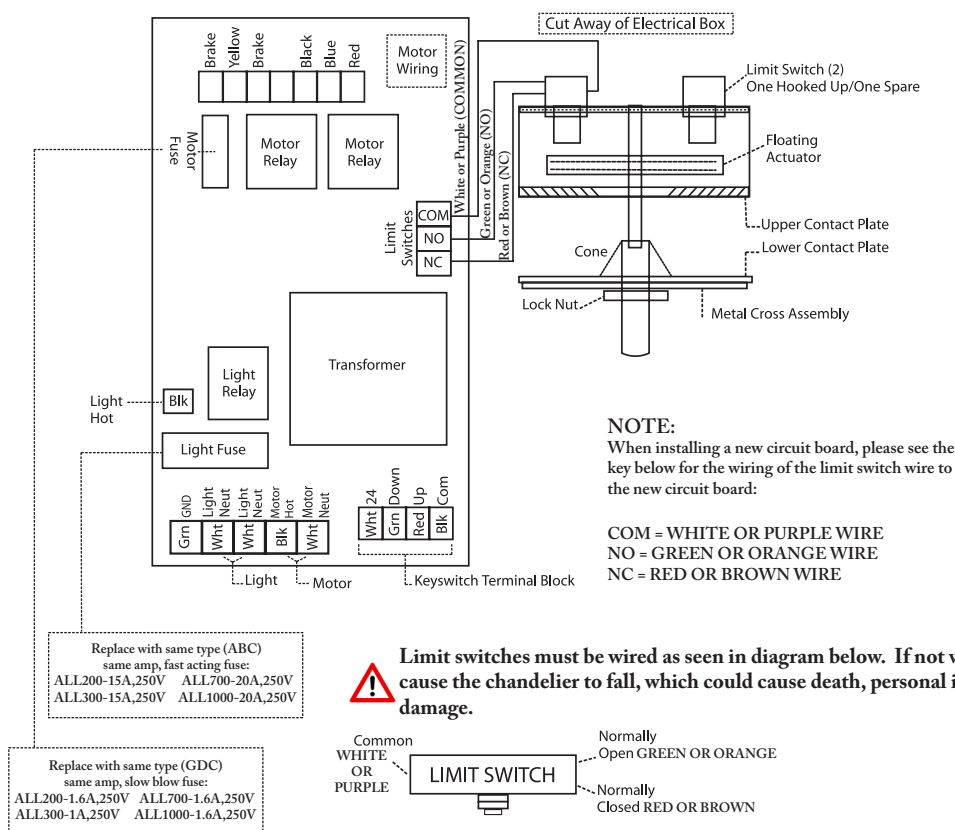 Cut Away of Electrical Box
Brake
Yellow
Brake
Black
Blue
Red
Motor
Wiring
Motor
Fuse
Motor
Relay
Motor
Relay
White or Purple (COMMON)
Green or Orange (NO)
Red or Brown (NC)
Limit
Switches
COM
NO
NC
Limit Switch (2)
One Hooked Up/One Spare
Floating
Actuator
Upper Contact Plate
Lower Contact Plate
Cone
Lock Nut
Metal Cross Assembly
Transformer
Light
Relay
Light
Hot
Blk
Light Fuse
GND
Light
Neut
Light
Neut
Motor
Hot
Motor
Neut
Grn
Wht
Wht
Blk
Wht
24
Down
Up
Com
Wht
Grn
Red
Blk
Light
Motor
Keyswitch Terminal Block
NOTE:
When installing a new circuit board, please see the
key below for the wiring of the limit switch wire to
the new circuit board:
COM = WHITE OR PURPLE WIRE
NO = GREEN OR ORANGE WIRE
NC = RED OR BROWN WIRE
Replace with same type (ABC)
same amp, fast acting fuse:
ALL200-15A,250V ALL700-20A,250V
ALL300-15A,250V ALL1000-20A,250V
Replace with same type (GDC)
same amp, slow blow fuse:
ALL200-1.6A,250V ALL700-1.6A,250V
ALL300-1A,250V ALL1000-1.6A,250V
Limit switches must be wired as seen in diagram below. If not
cause the chandelier to fall, which could cause death, personal
damage.
Common
WHITE
OR
PURPLE
LIMIT SWITCH
Normally
Open GREEN OR ORANGE
Normally
Closed RED OR BROWN